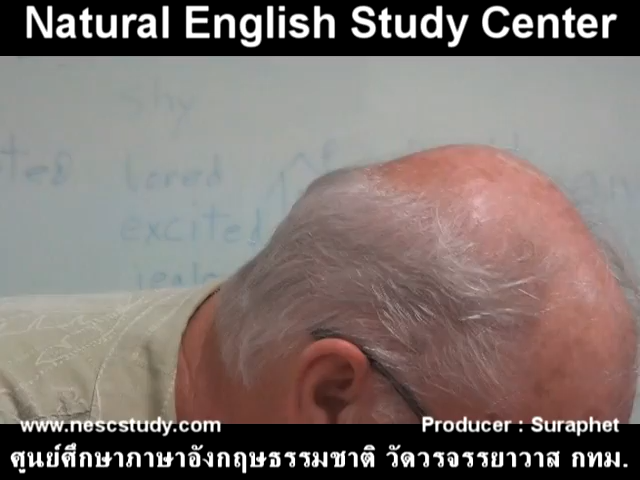 Natural English Study Center
shy
bored
excited
www.nescstudy.com
Producer : Suraphet
ศูนย์ศึกษาภาษาอังกฤษธรรมชาติ วัดวรจรรยาวาส กทม.